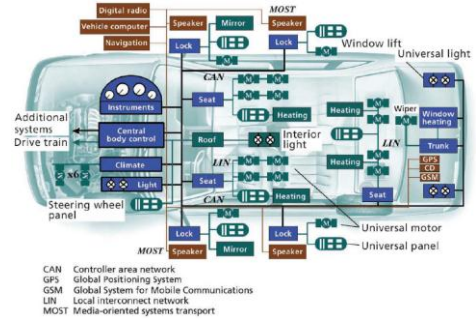 Digital radio
MOST
Vehicle computer
Speaker
Mirror
Speaker
Navigation
Lock
M
Lock
M
Window lift
Universal light
CAN
M M
M M
Instruments
Seat
M M
M M
Heating
Heating
M M
Wiper
M
Window heating
Additional systems
Drive train
Central body control
Roof
Interior light
M M
LIN
Trunk
Climate
LIN
M M
Heating
M M
GPS
CD
GSM
M x6 M
Light
Seat
M M
Seat
Steering wheel panel
CAN
Heating
M
M
Universal motor
Lock
M
Lock
M
Universal panel
MOST
Speaker
Mirror
Speaker
CAN Controller area network
GPS Global Positioning System
GSM Global System for Mobile Communications
LIN Local interconnect network
MOST Media-oriented systems transport